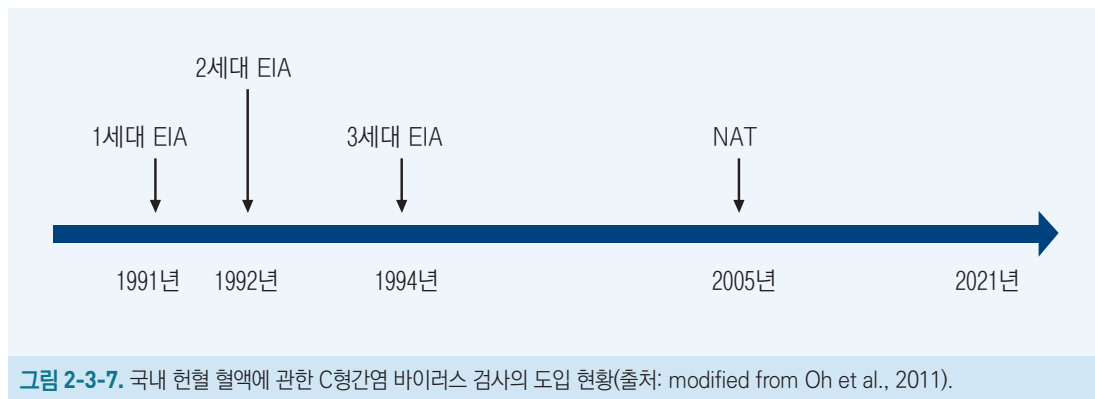 2세대 EIA
1세대 EIA 3세대 EIA NAT
1991년 1992년 1994년 2005년 2021년
그림 2-3-7. 국내 헌혈 혈액에 관한 C형간염 바이러스 검사의 도입 현황(출처: modified from Oh et al., 2011).